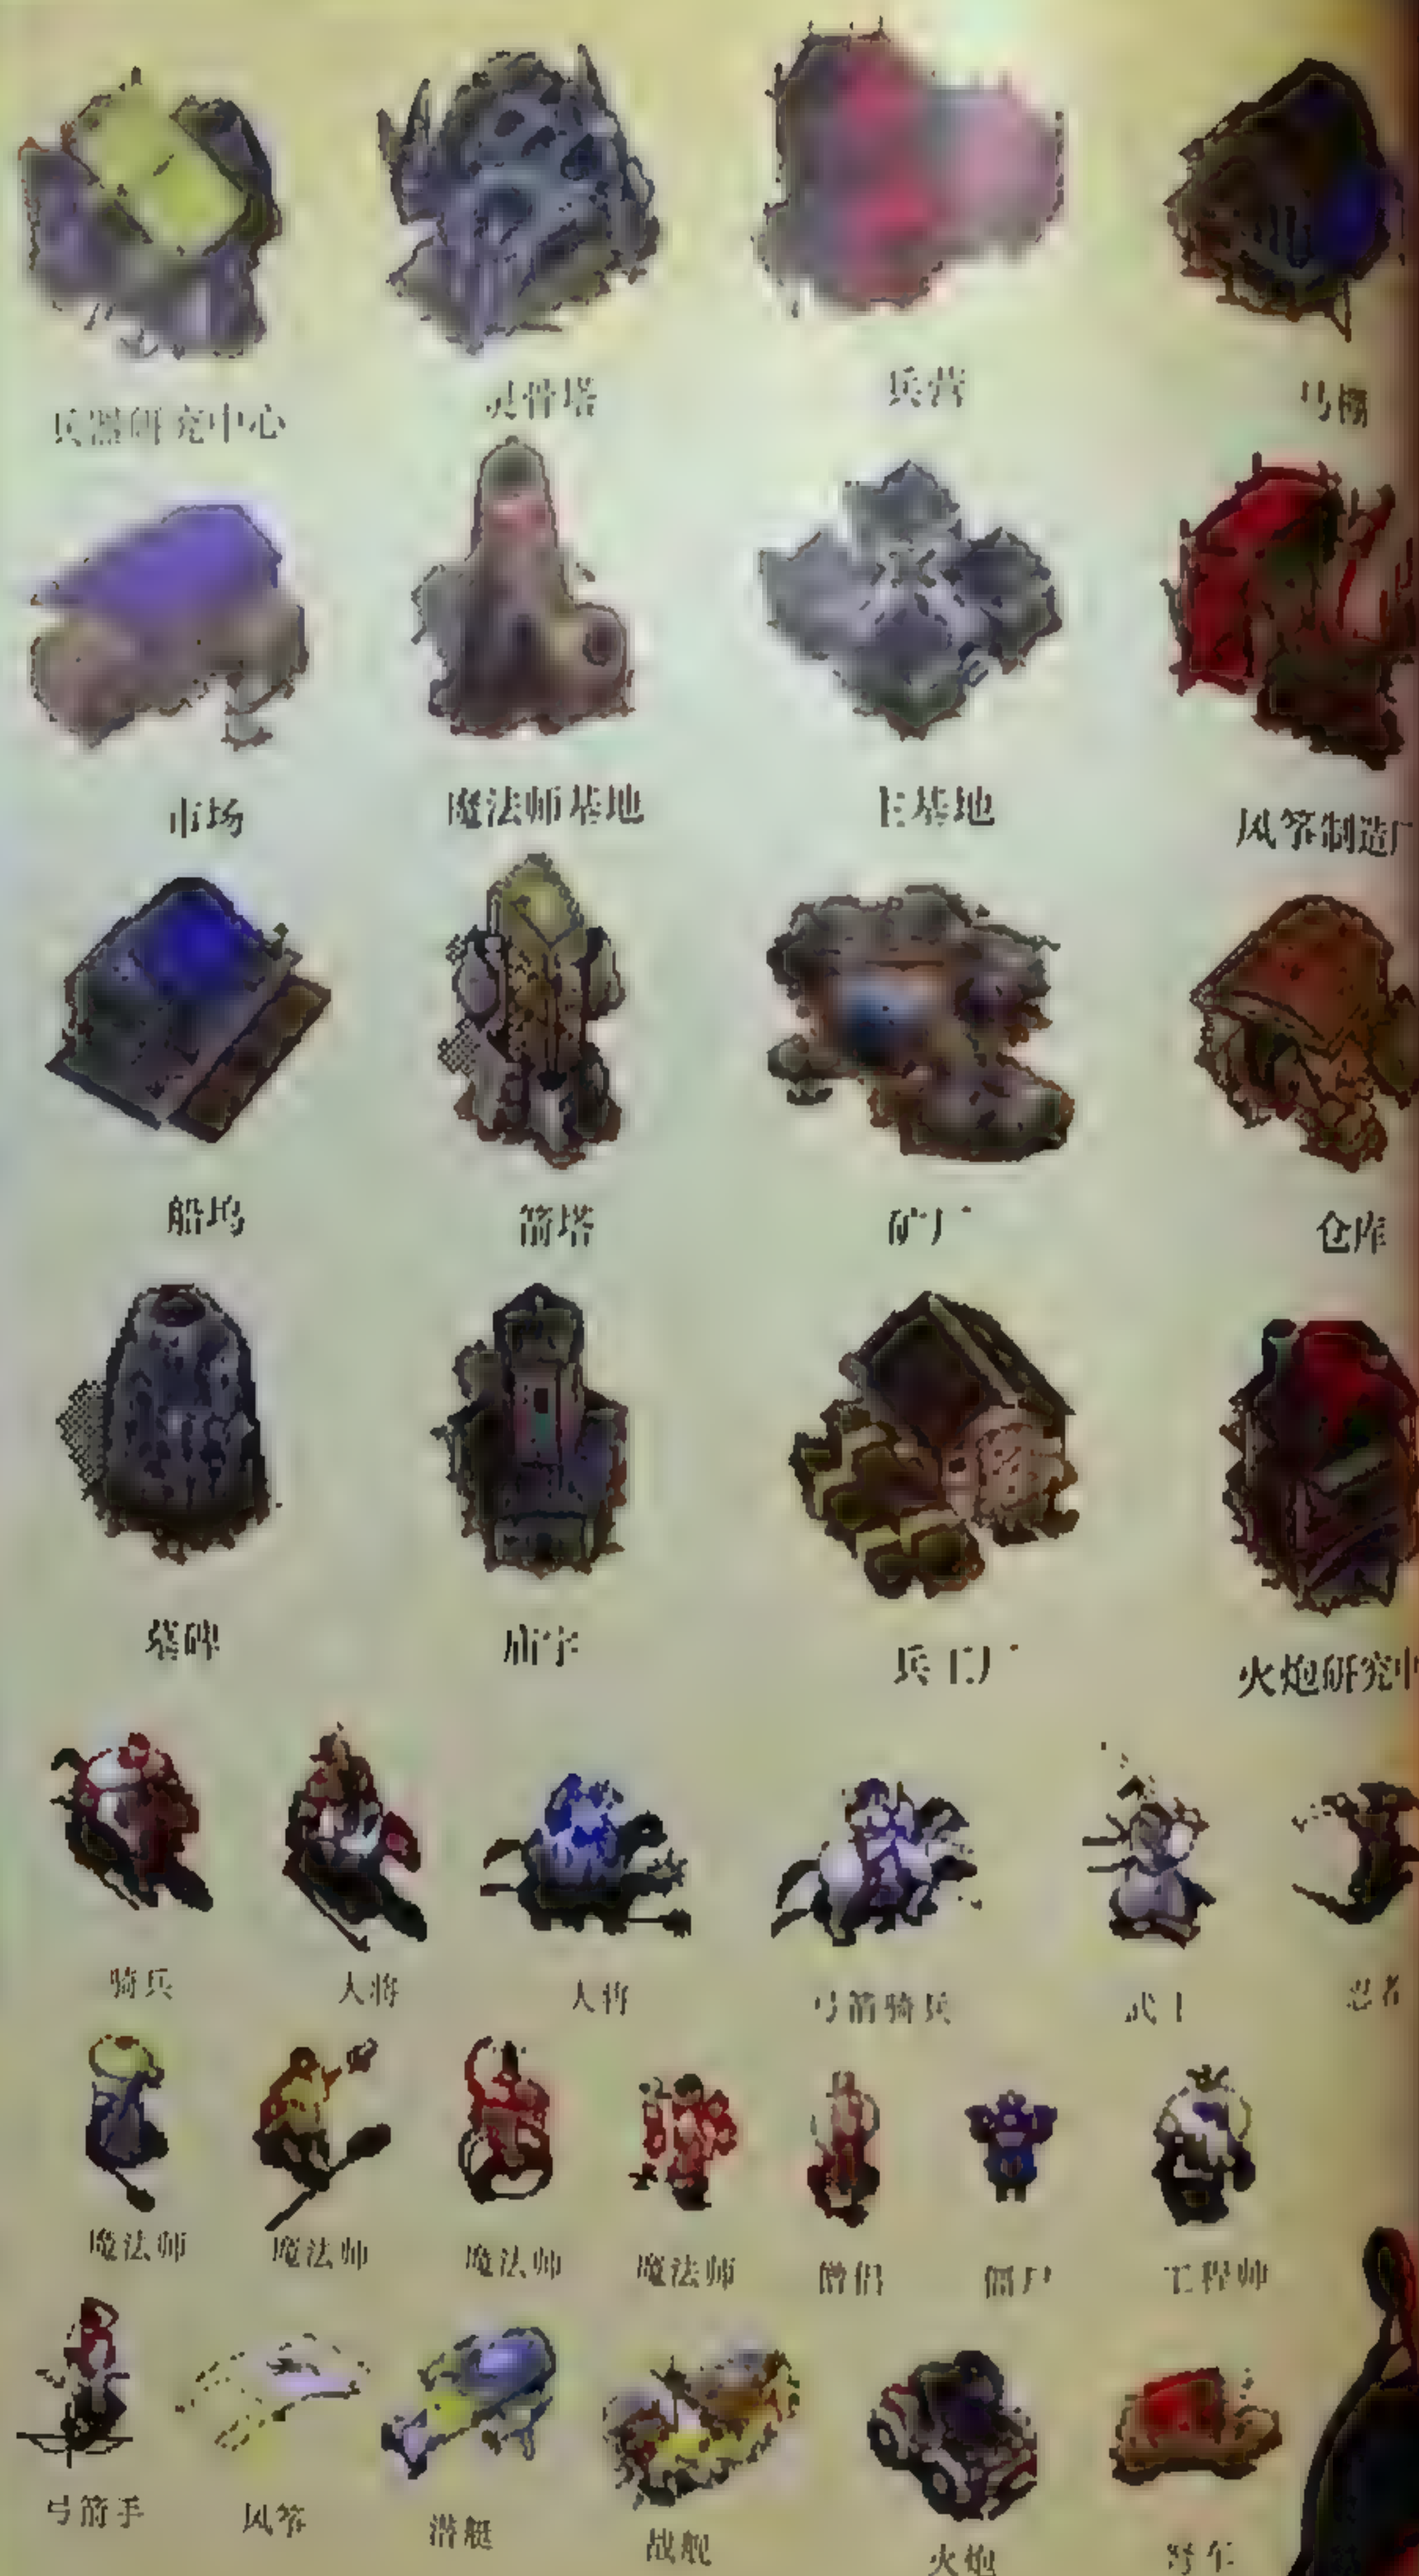 兵器研究中心 灵骨塔 兵营 马棚
市场 魔法师基地 主基地 风筝制造厂
船坞 箭塔 矿厂 仓库
墓碑 庙宇 兵工厂 火炮研究中
骑兵 大将 大将 弓箭骑兵 武士 忍者
魔法师 魔法师 魔法师 魔法师 僧侣 僵尸 工程师
弓箭手 风筝 潜艇 战舰 火炮 弩车